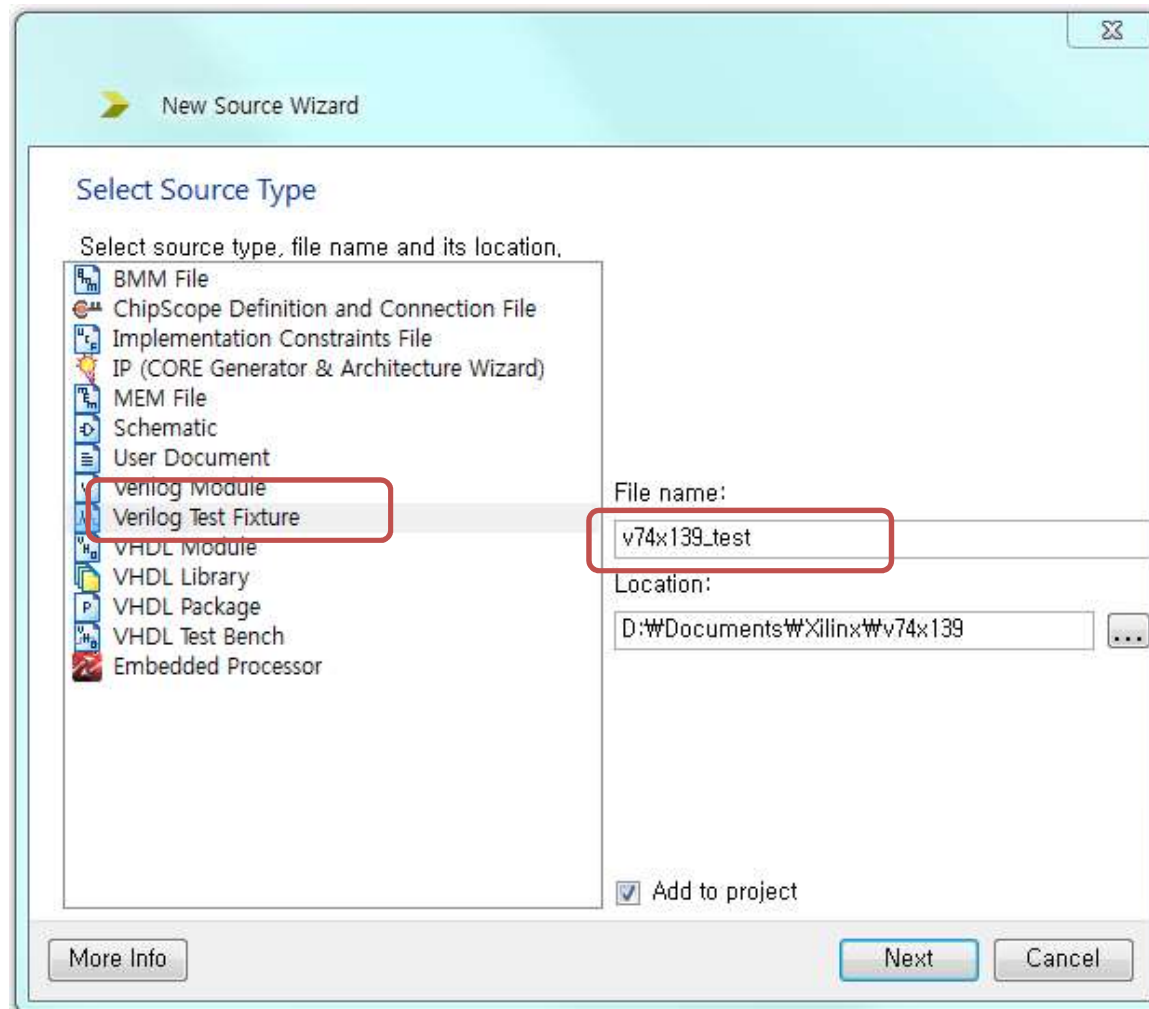 New Source Wizard
Select Source Type
Select source type, file name and its location.
BMM File
ChipScope Definition and Connection File
Implementation Constraints File
IP (CORE Generator & Architecture Wizard)
MEM File
Schematic
User Document
Verilog Module
Verilog Test Fixture
VHDL Module
VHDL Library
VHDL Package
VHDL Test Bench
Embedded Processor
File name:
v74x139_test
Location:
D:₩Documents₩Xilinx₩v74x139
...
Add to project
More Info
Next
Cancel